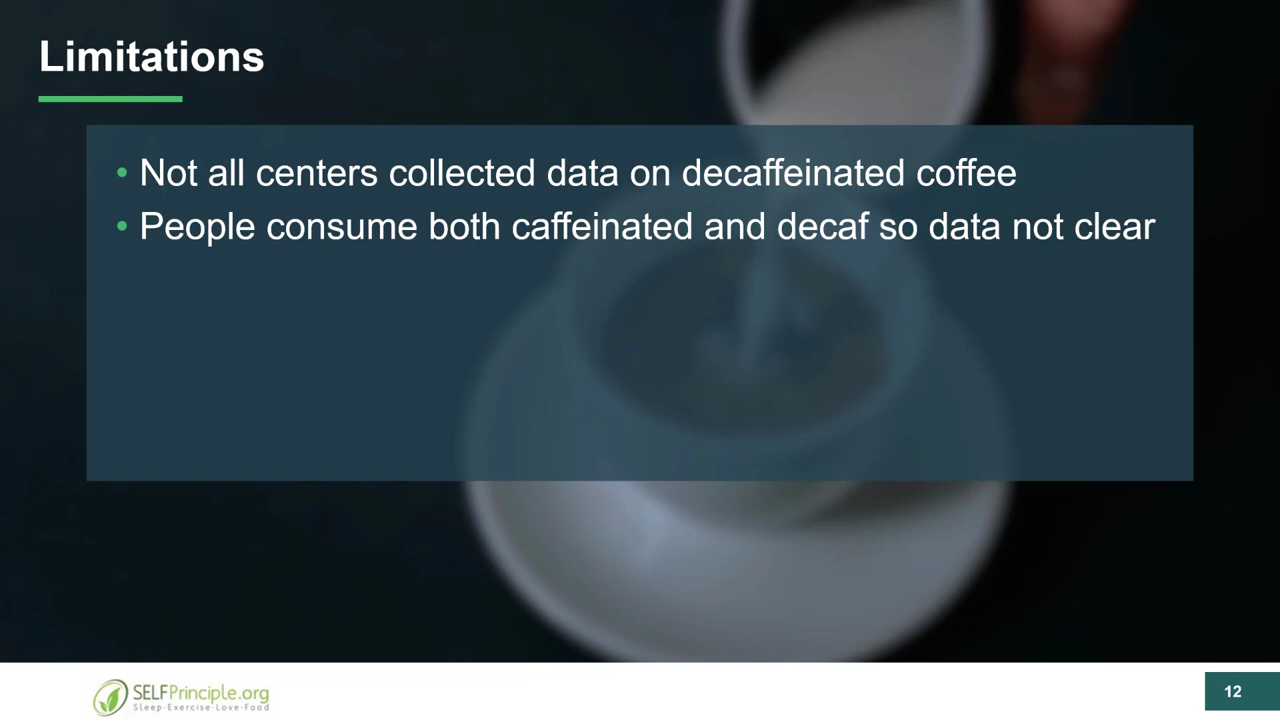 Limitations
• Not all centers collected data on decaffeinated coffee
• People consume both caffeinated and decaf so data not clear
SELFPrinciple.org
Sleep-Exercise-Love-Food
12